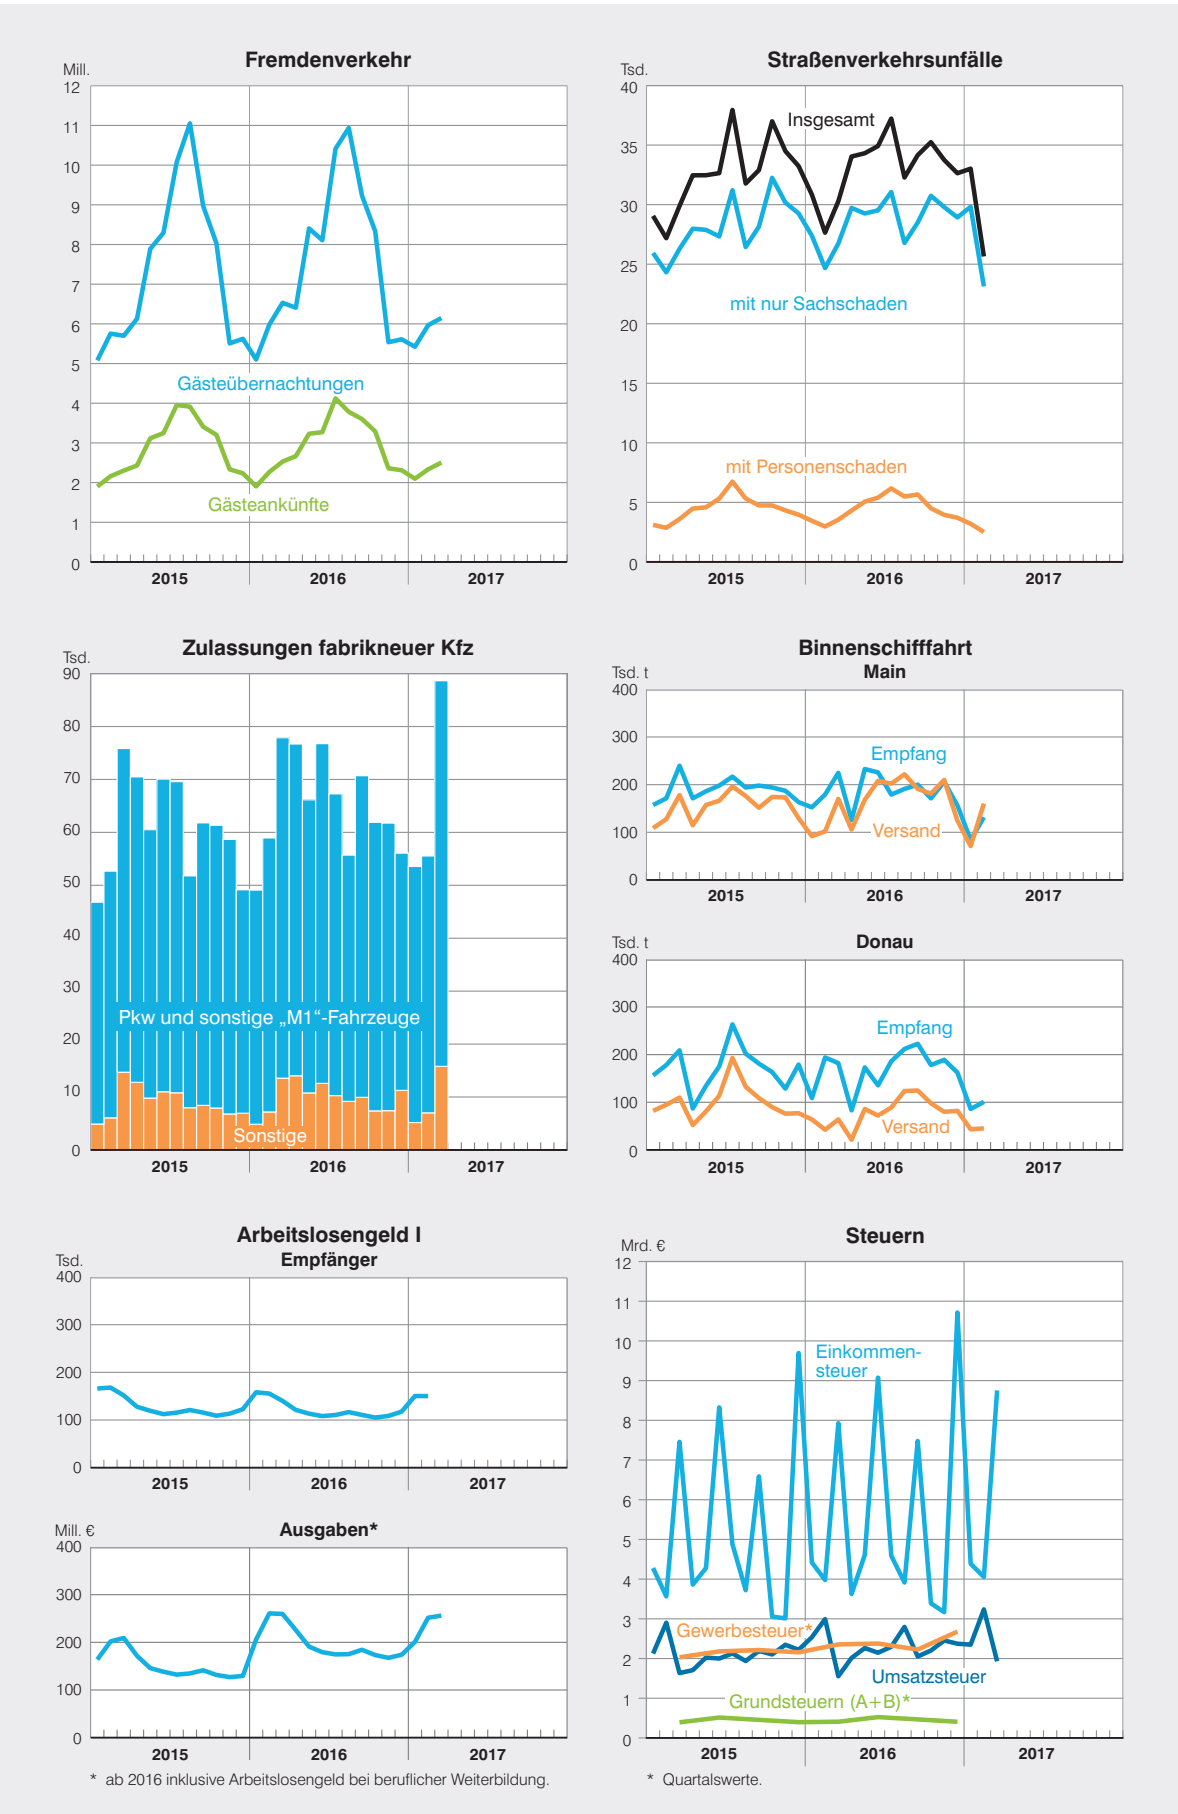 Fremdenverkehr
Mill.
12
11
10
9
8
7
6
5
4
3
2
1
0
Gästeübernachtungen
Gästeankünfte
2015 2016 2017
Straßenverkehrsunfälle
Tsd.
40
35
30
25
20
15
10
5
0
Insgesamt
mit nur Sachschaden
mit Personenschaden
2015 2016 2017
Zulassungen fabrikneuer Kfz
Tsd.
90
80
70
60
50
40
30
20
10
0
Pkw und sonstige „M1“-Fahrzeuge
Sonstige
2015 2016 2017
Binnenschifffahrt
Main
Tsd. t
400
300
200
100
0
Empfang
Versand
2015 2016 2017
Donau
Tsd. t
400
300
200
100
0
Empfang
Versand
2015 2016 2017
Arbeitslosengeld I
Empfänger
Tsd.
400
300
200
100
0
2015 2016 2017
Ausgaben*
Mill. €
400
300
200
100
0
2015 2016 2017
* ab 2016 inklusive Arbeitslosengeld bei beruflicher Weiterbildung.
Steuern
Mrd. €
12
11
10
9
8
7
6
5
4
3
2
1
0
Einkommen-
steuer
Gewerbesteuer*
Umsatzsteuer
Grundsteuern (A+B)*
2015 2016 2017
* Quartalswerte.